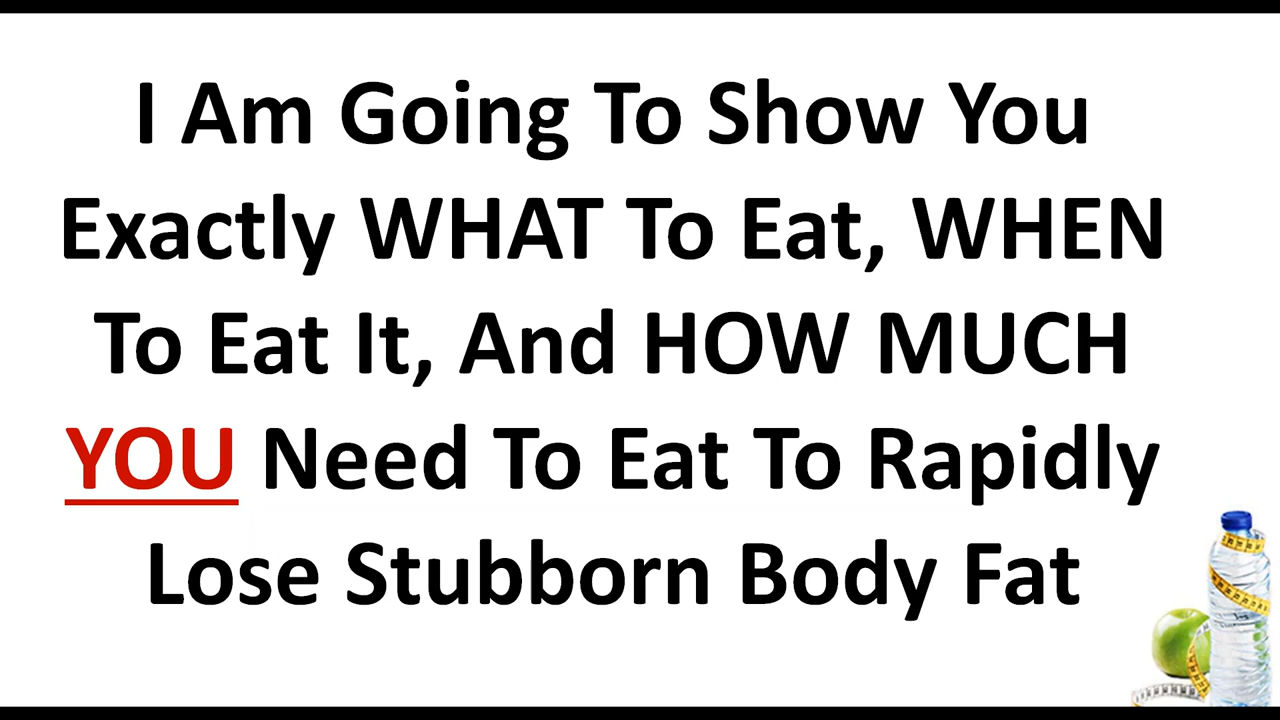 I Am Going To Show You
Exactly WHAT To Eat, WHEN
To Eat It, And HOW MUCH
YOU Need To Eat To Rapidly
Lose Stubborn Body Fat